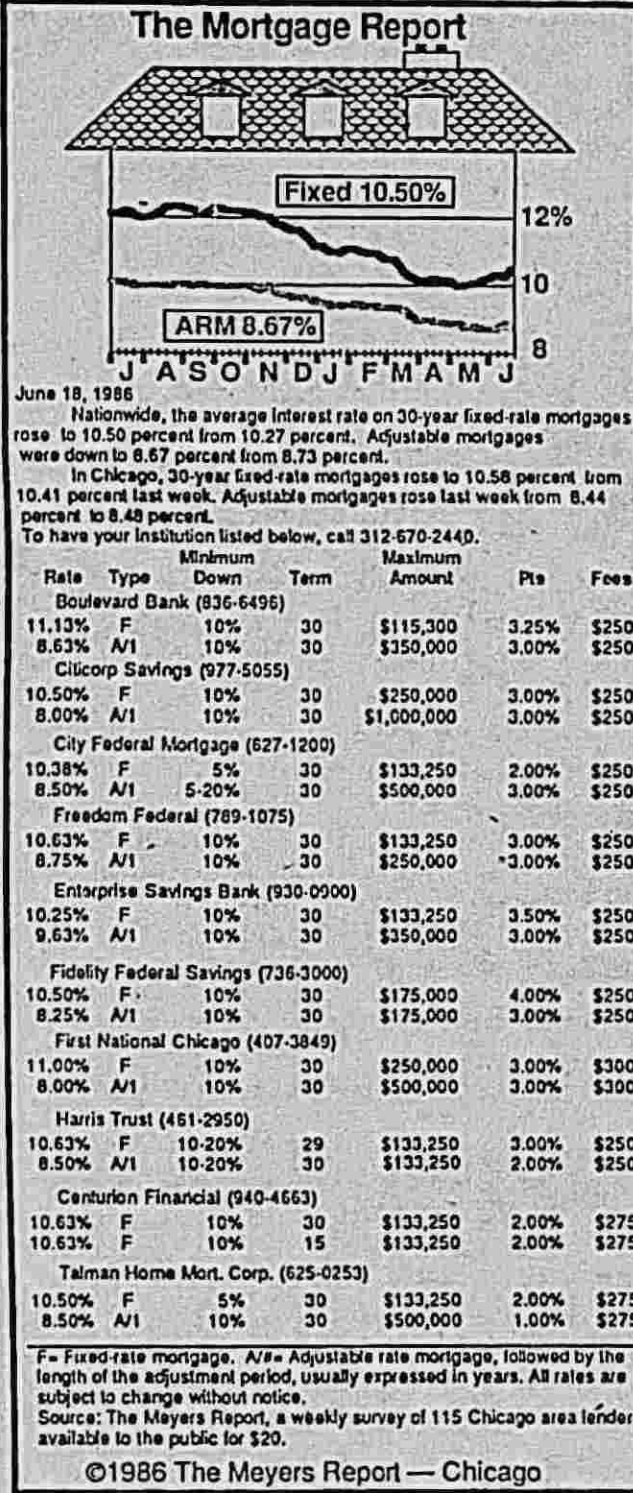 The Mortgage Report
Fixed 10.50%
12%
10
ARM 8.67%
8
J A S O N D J F M A M J
June 18, 1986
Nationwide, the average interest rate on 30-year fixed-rate mortgages
rose to 10.50 percent from 10.27 percent. Adjustable mortgages
were down to 8.67 percent from 8.73 percent.
In Chicago, 30-year fixed-rate mortgages rose to 10.58 percent from
10.41 percent last week. Adjustable mortgages rose last week from 8.44
percent to 8.48 percent.
To have your institution listed below, call 312-670-2440.
Minimum Maximum
Rate Type Down Term Amount Pts Fees
Boulevard Bank (836-6496)
11.13% F 10% 30 $115,300 3.25% $250
8.63% A/1 10% 30 $350,000 3.00% $250
Citicorp Savings (977-5055)
10.50% F 10% 30 $250,000 3.00% $250
8.00% A/1 10% 30 $1,000,000 3.00% $250
City Federal Mortgage (627-1200)
10.38% F 5% 30 $133,250 2.00% $250
8.50% A/1 5-20% 30 $500,000 3.00% $250
Freedom Federal (789-1075)
10.63% F 10% 30 $133,250 3.00% $250
8.75% A/1 10% 30 $250,000 3.00% $250
Enterprise Savings Bank (930-0900)
10.25% F 10% 30 $133,250 3.50% $250
9.63% A/1 10% 30 $350,000 3.00% $250
Fidelity Federal Savings (736-3000)
10.50% F 10% 30 $175,000 4.00% $250
8.25% A/1 10% 30 $175,000 3.00% $250
First National Chicago (407-3849)
11.00% F 10% 30 $250,000 3.00% $300
8.00% A/1 10% 30 $500,000 3.00% $300
Harris Trust (461-2950)
10.63% F 10-20% 29 $133,250 3.00% $250
8.50% A/1 10-20% 30 $133,250 2.00% $250
Centurion Financial (940-4663)
10.63% F 10% 30 $133,250 2.00% $275
10.63% F 10% 15 $133,250 2.00% $275
Talman Home Mort. Corp. (625-0253)
10.50% F 5% 30 $133,250 2.00% $275
8.50% A/1 10% 30 $500,000 1.00% $275
F= Fixed-rate mortgage. A/#= Adjustable rate mortgage, followed by the
length of the adjustment period, usually expressed in years. All rates are
subject to change without notice.
Source: The Meyers Report, a weekly survey of 115 Chicago area lender
available to the public for $20.
©1986 The Meyers Report — Chicago